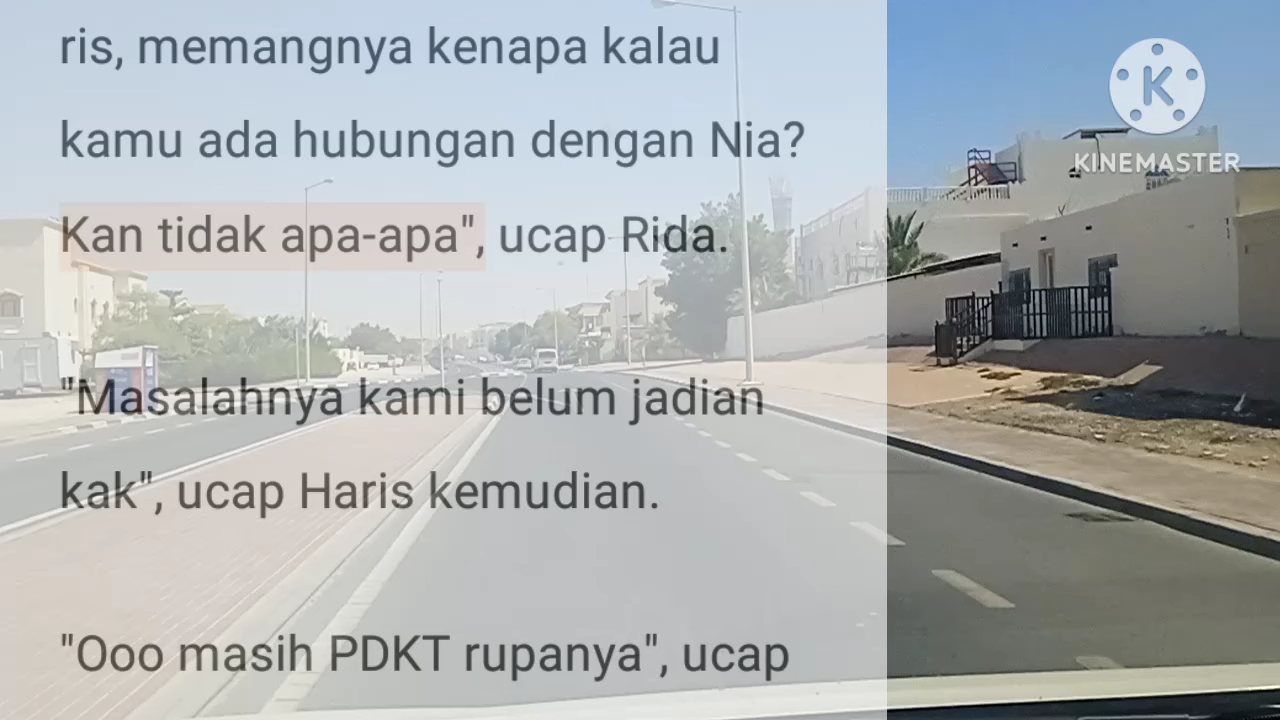 ris, memangnya kenapa kalau
kamu ada hubungan dengan Nia?
Kan tidak apa-apa", ucap Rida.
"Masalahnya kami belum jadian
kak", ucap Haris kemudian.
"Ooo masih PDKT rupanya", ucap
K
KINEMASTER